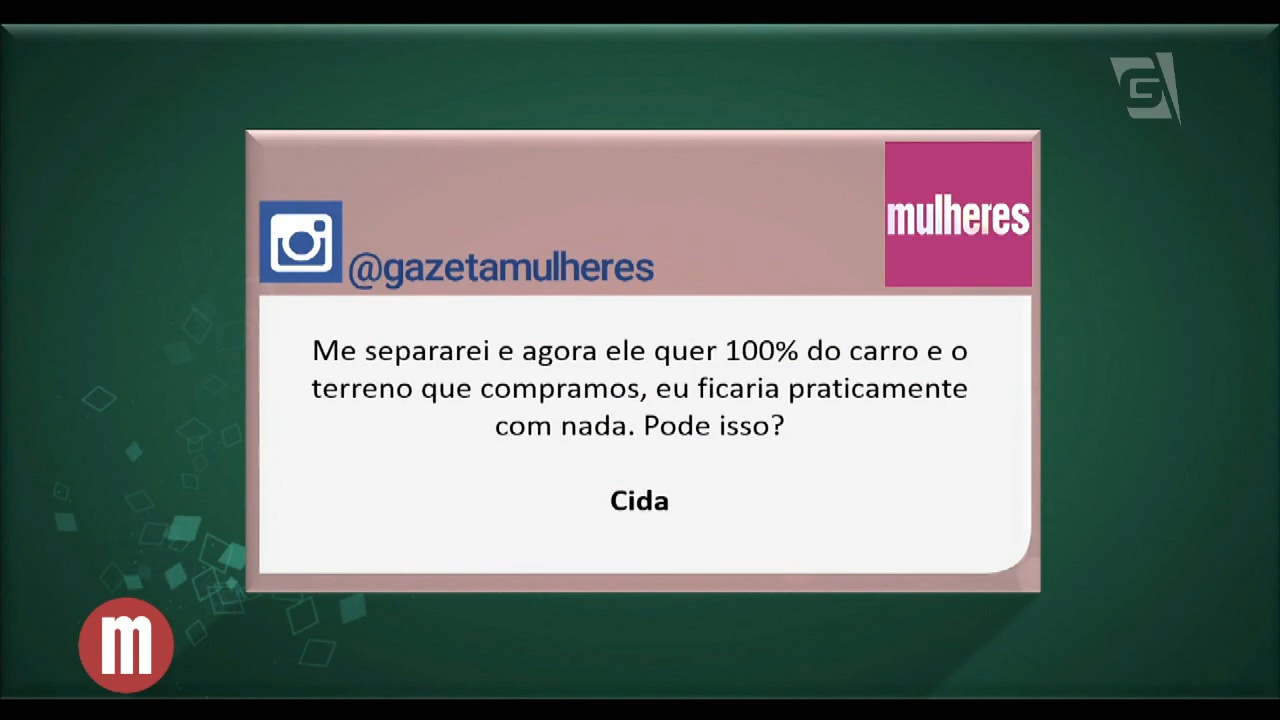 G
mulheres
@gazetamulheres
Me separarei e agora ele quer 100% do carro e o
terreno que compramos, eu ficaria praticamente
com nada. Pode isso?
Cida
m